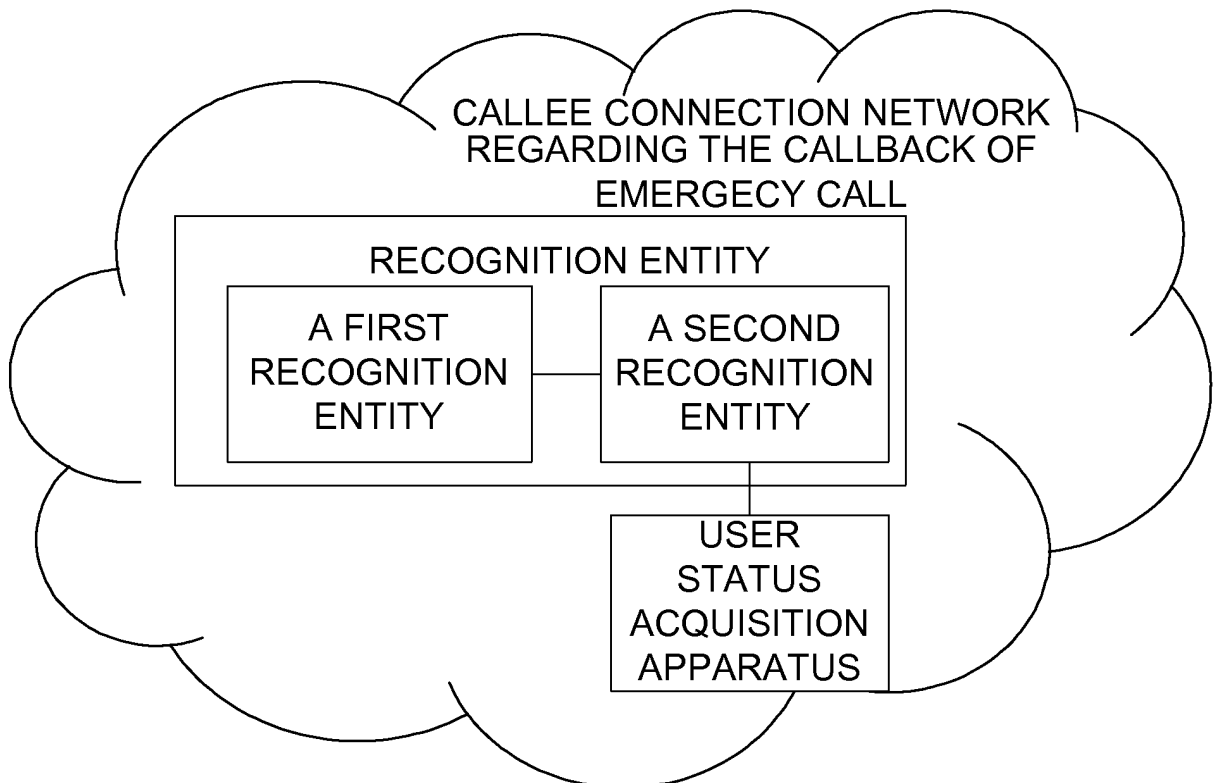 CALLEE CONNECTION NETWORK
REGARDING THE CALLBACK OF
EMERGECY CALL
RECOGNITION ENTITY
A FIRST
RECOGNITION
ENTITY
A SECOND
RECOGNITION
ENTITY
USER
STATUS
ACQUISITION
APPARATUS